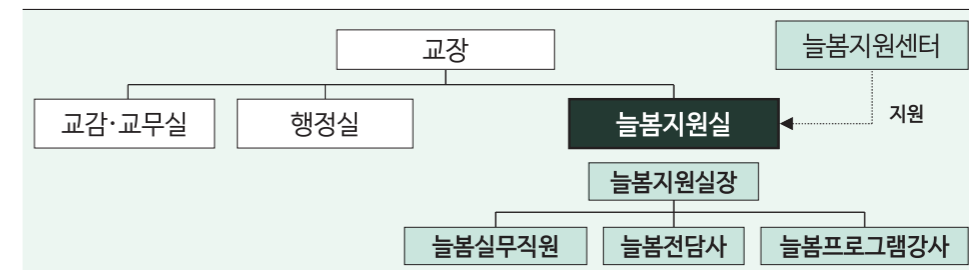 교장
늘봄지원센터
교감·교무실
행정실
늘봄지원실
지원
늘봄지원실장
늘봄실무직원
늘봄전담사
늘봄프로그램강사